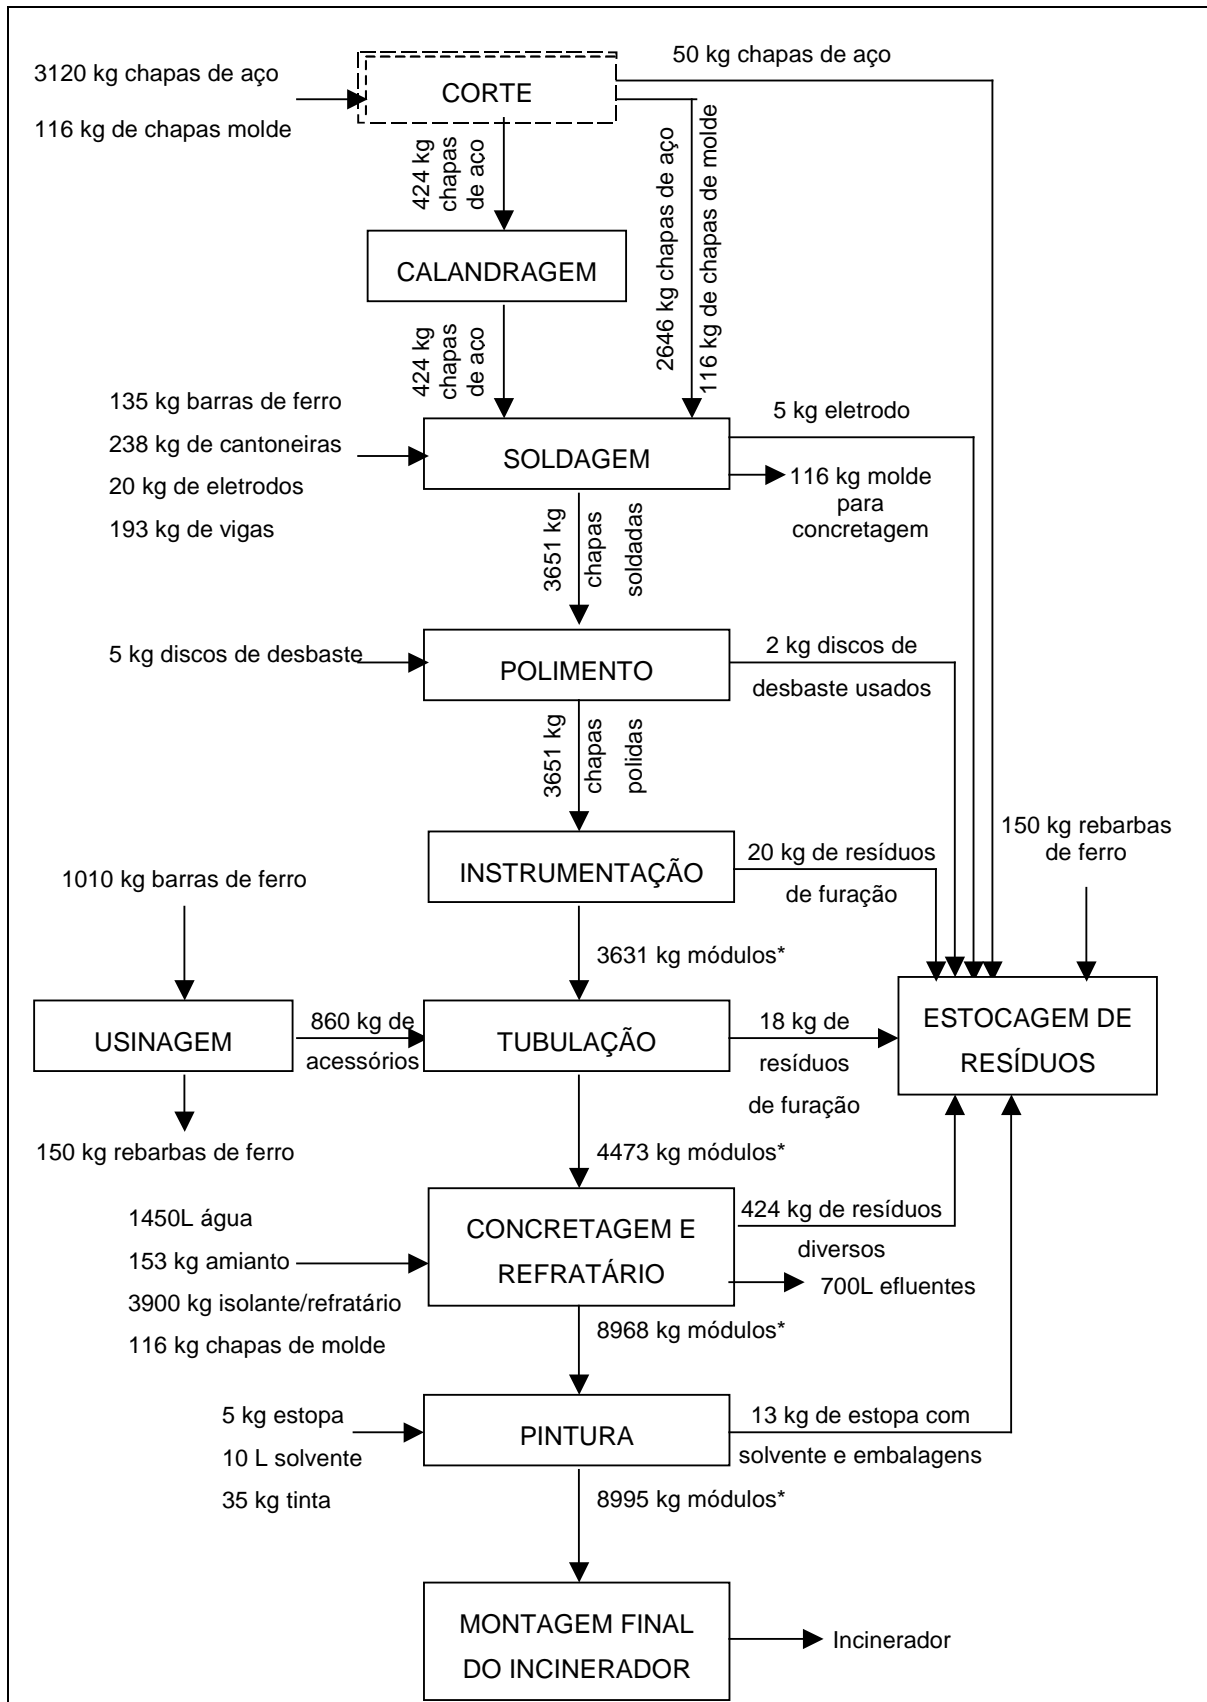 50 kg chapas de aço
3120 kg chapas de aço
CORTE
116 kg de chapas molde
424 kg
chapas
de aço
2646 kg chapas de aço
116 kg de chapas de molde
CALANDRAGEM
424 kg
chapas
de aço
135 kg barras de ferro
238 kg de cantoneiras
20 kg de eletrodos
193 kg de vigas
SOLDAGEM
5 kg eletrodo
116 kg molde
para
concretagem
3651 kg
chapas
soldadas
5 kg discos de desbaste
POLIMENTO
2 kg discos de
desbaste usados
3651 kg
chapas
polidas
INSTRUMENTAÇÃO
20 kg de resíduos
de furação
150 kg rebarbas
de ferro
1010 kg barras de ferro
3631 kg módulos*
USINAGEM
860 kg de
acessórios
TUBULAÇÃO
18 kg de
resíduos
de furação
ESTOCAGEM DE
RESÍDUOS
150 kg rebarbas de ferro
4473 kg módulos*
1450L água
153 kg amianto
3900 kg isolante/refratário
116 kg chapas de molde
CONCRETAGEM E
REFRATÁRIO
424 kg de resíduos
diversos
700L efluentes
8968 kg módulos*
5 kg estopa
10 L solvente
35 kg tinta
PINTURA
13 kg de estopa com
solvente e embalagens
8995 kg módulos*
MONTAGEM FINAL
DO INCINERADOR
Incinerador